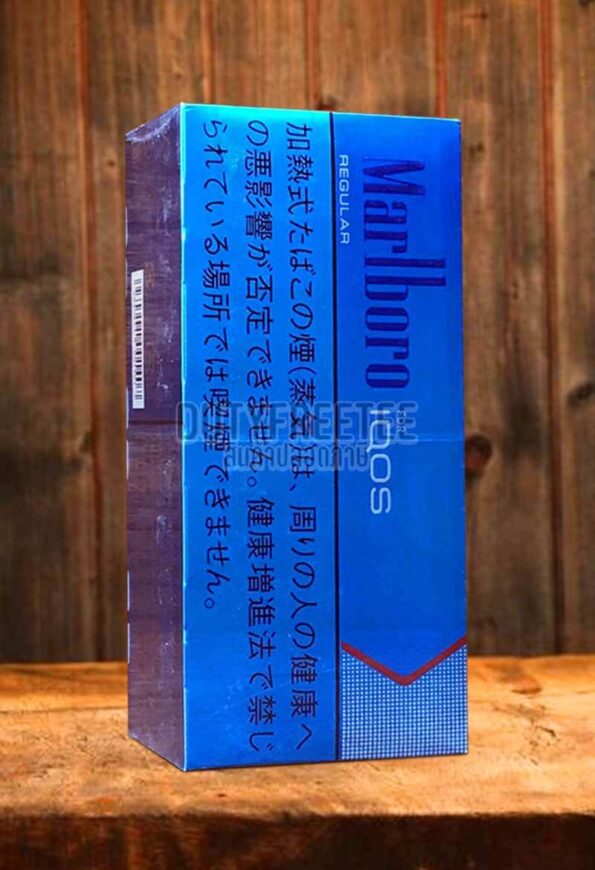 Marlboro
FOR
IQOS
REGULAR
加熱式たばこの煙(蒸気)は、周りの人の健康へ
の悪影響が否定できません。健康増進法で禁じ
られている場所では喫煙できません。